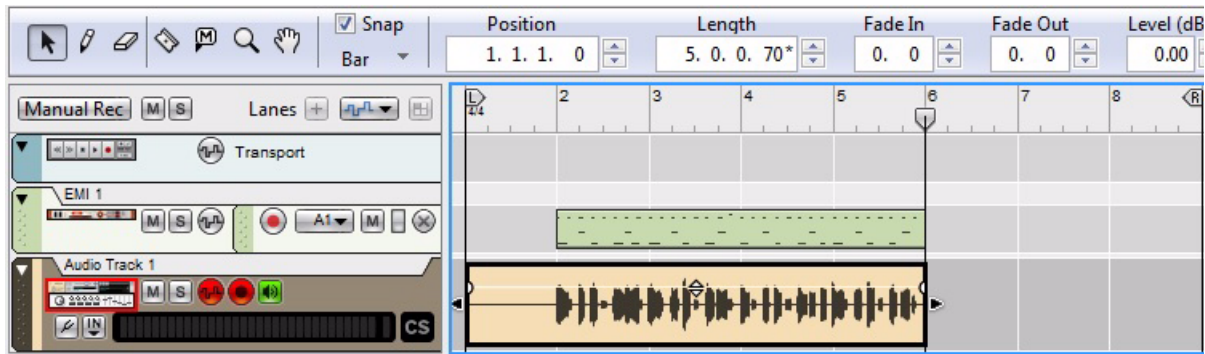 Snap Position Length Fade In Fade Out Level (dB
Bar 1. 1. 1. 0 5. 0. 0. 70* 0. 0 0. 0 0.00
Manual Rec M S Lanes + L 2 3 4 5 6 7 8 R
4/4
Transport
EMI 1
M S A1 M
Audio Track 1
M S
IN CS